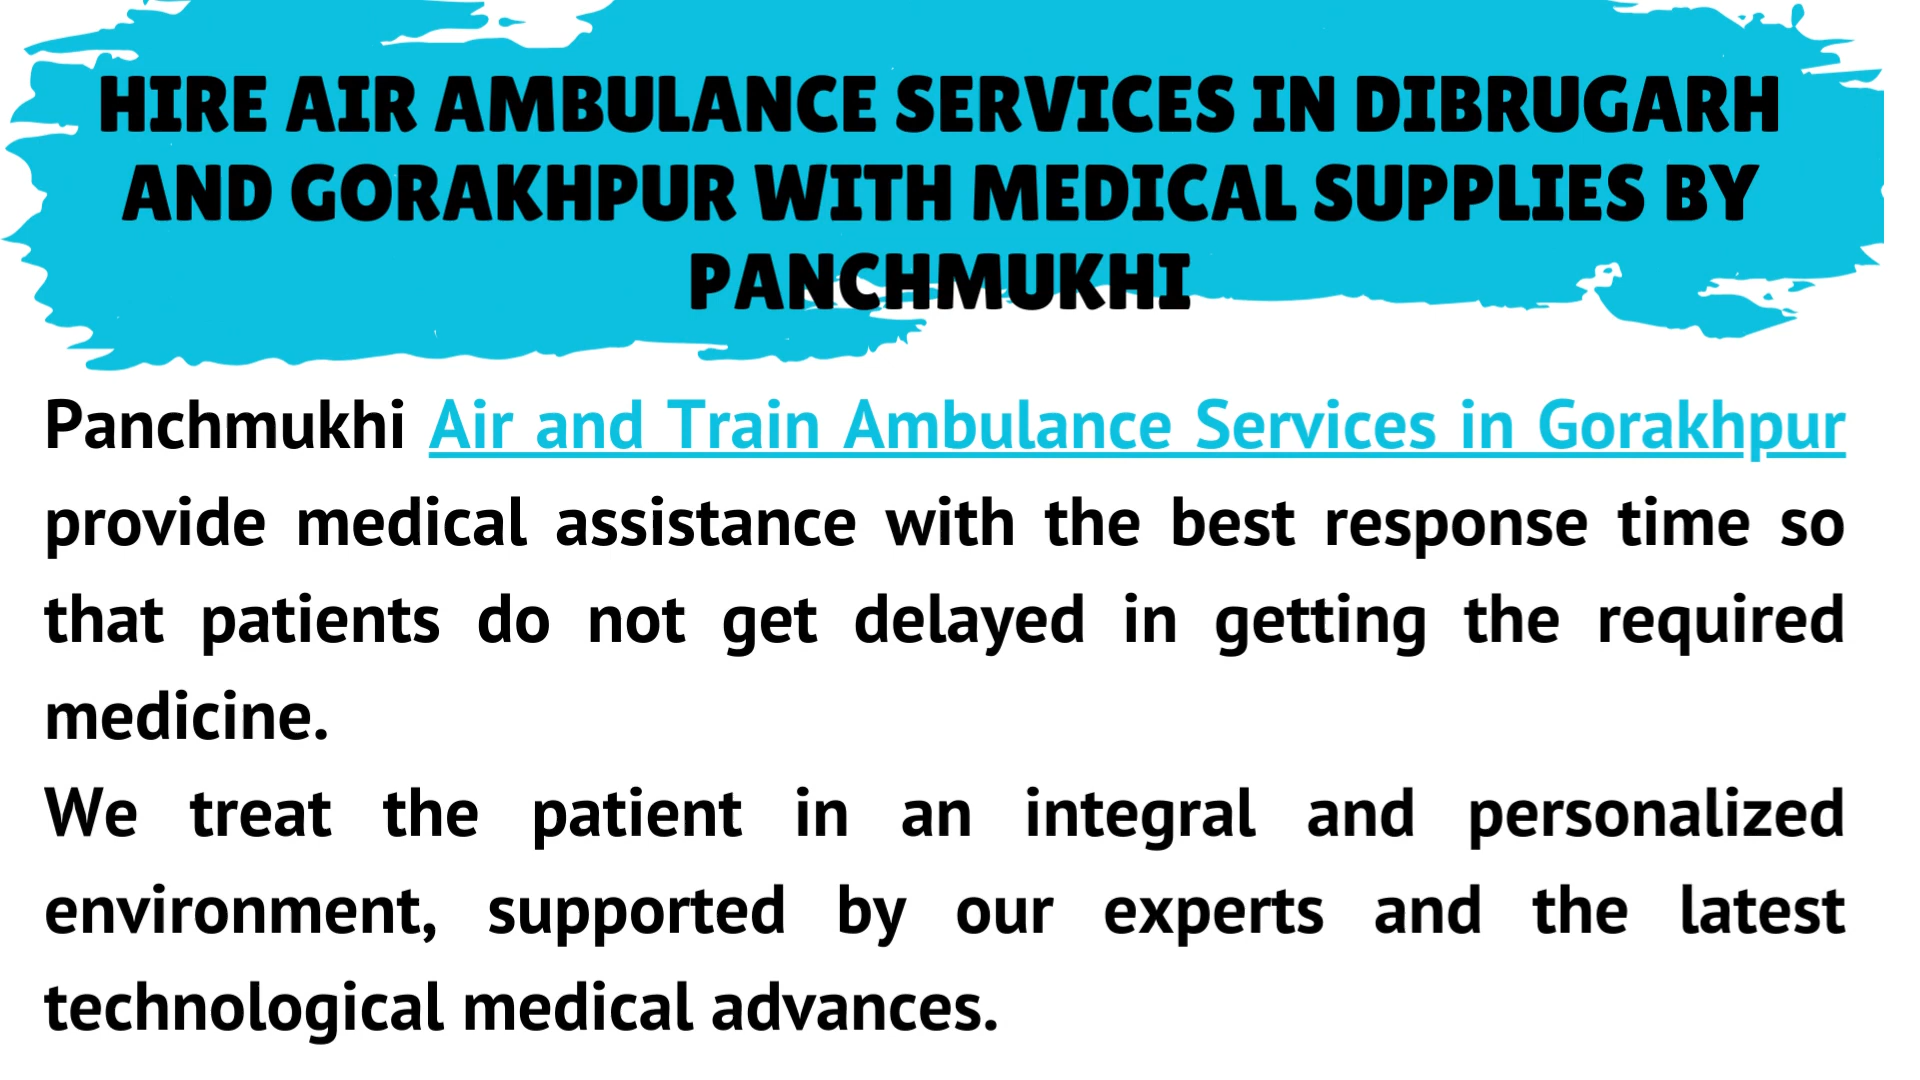 HIRE AIR AMBULANCE SERVICES IN DIBRUGARH
AND GORAKHPUR WITH MEDICAL SUPPLIES BY
PANCHMUKHI
Panchmukhi Air and Train Ambulance Services in Gorakhpur
provide medical assistance with the best response time so
that patients do not get delayed in getting the required
medicine.
We treat the patient in an integral and personalized
environment, supported by our experts and the latest
technological medical advances.